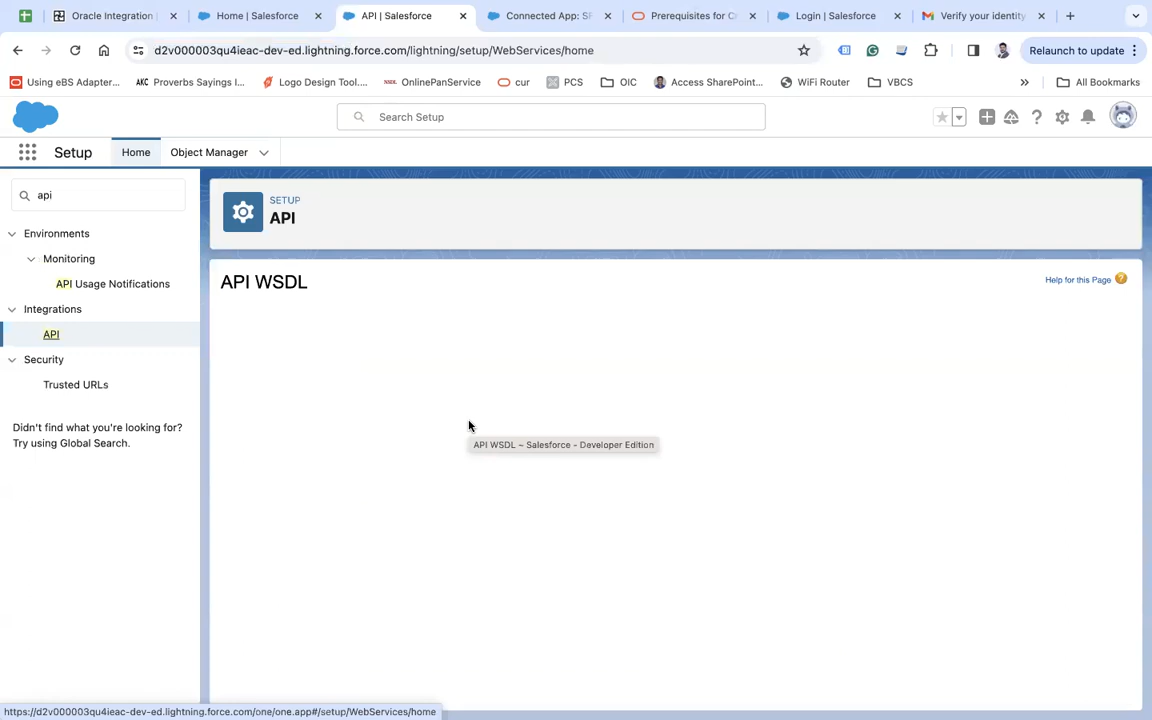 Oracle Integration |
Home | Salesforce
API | Salesforce
Connected App: SF
Prerequisites for C
Login | Salesforce
Verify your identity
d2v000003qu4ieac-dev-ed.lightning.force.com/lightning/setup/WebServices/home
Relaunch to update
Using eBS Adapter...
AKC Proverbs Sayings I...
Logo Design Tool....
NSDL OnlinePanService
cur
PCS
OIC
Access SharePoint...
WiFi Router
VBCS
»
All Bookmarks
Search Setup
Setup
Home
Object Manager
api
SETUP
API
Environments
Monitoring
API Usage Notifications
Integrations
API
Security
Trusted URLs
Didn't find what you're looking for?
Try using Global Search.
API WSDL
Help for this Page
API WSDL ~ Salesforce - Developer Edition
https://d2v000003qu4ieac-dev-ed.lightning.force.com/one/one.app#/setup/WebServices/home